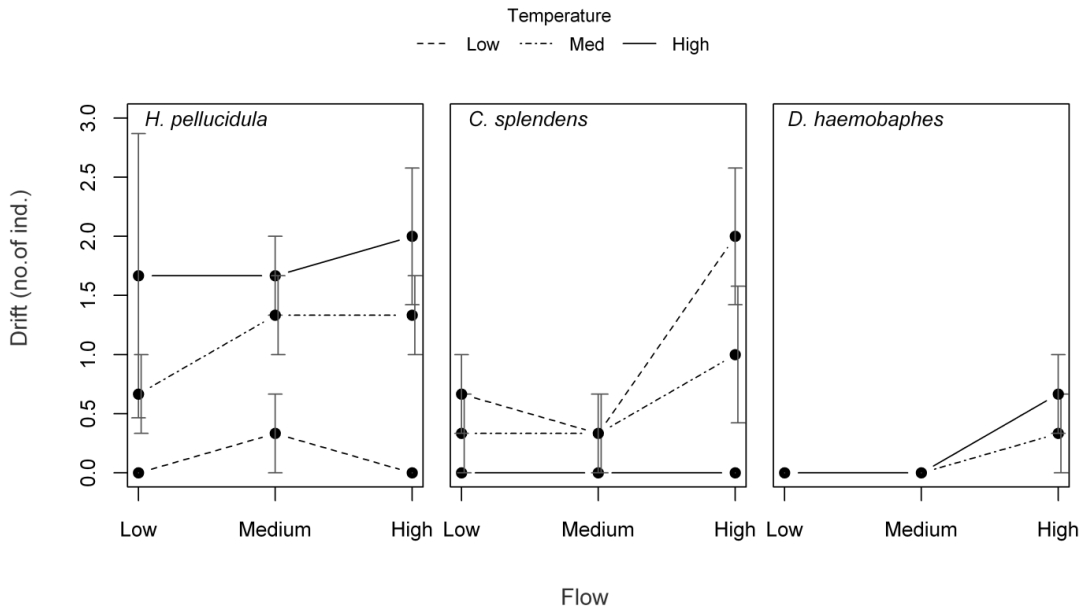 Temperature
Low Med High
H. pellucidula C. splendens D. haemobaphes
Drift (no.of ind.)
3.0
2.5
2.0
1.5
1.0
0.5
0.0
Low Medium High Low Medium High Low Medium High
Flow